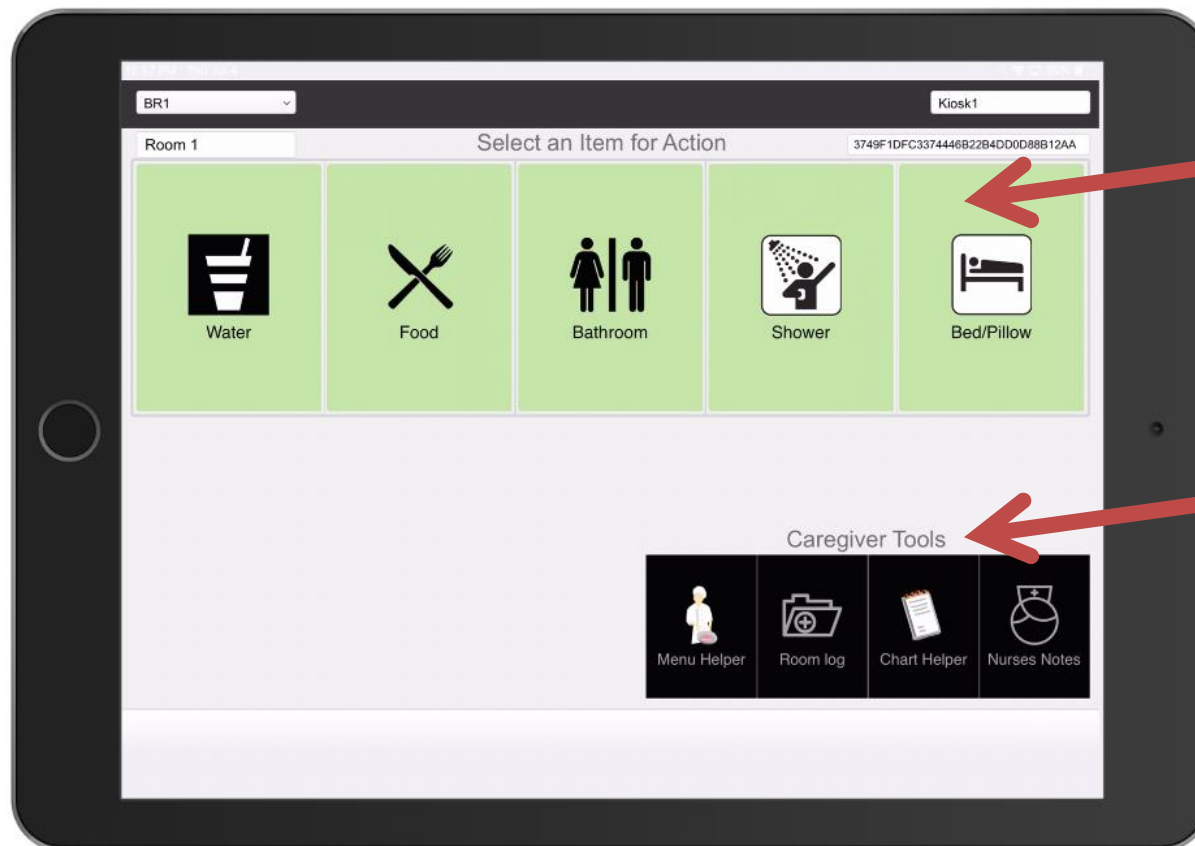 BR1
Kiosk1
Room 1
Select an Item for Action
3749F1DFC3374446B22B4DD0D88B12AA
Water
Food
Bathroom
Shower
Bed/Pillow
Caregiver Tools
Menu Helper
Room log
Chart Helper
Nurses Notes